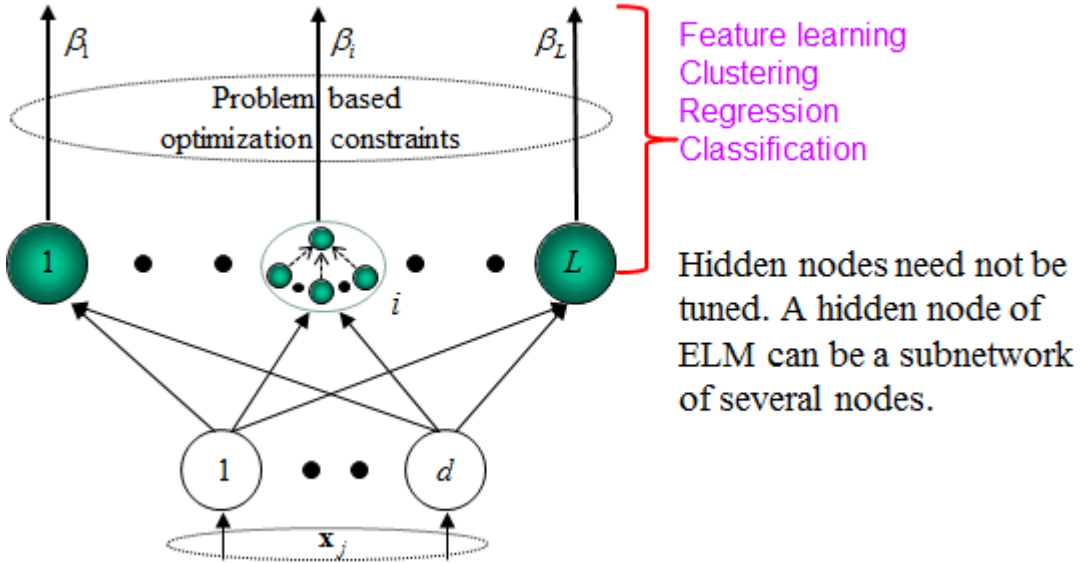 β₁
βᵢ
β_L
Feature learning
Clustering
Regression
Classification
Problem based
optimization constraints
1
L
i
Hidden nodes need not be
tuned. A hidden node of
ELM can be a subnetwork
of several nodes.
1
d
xⱼ